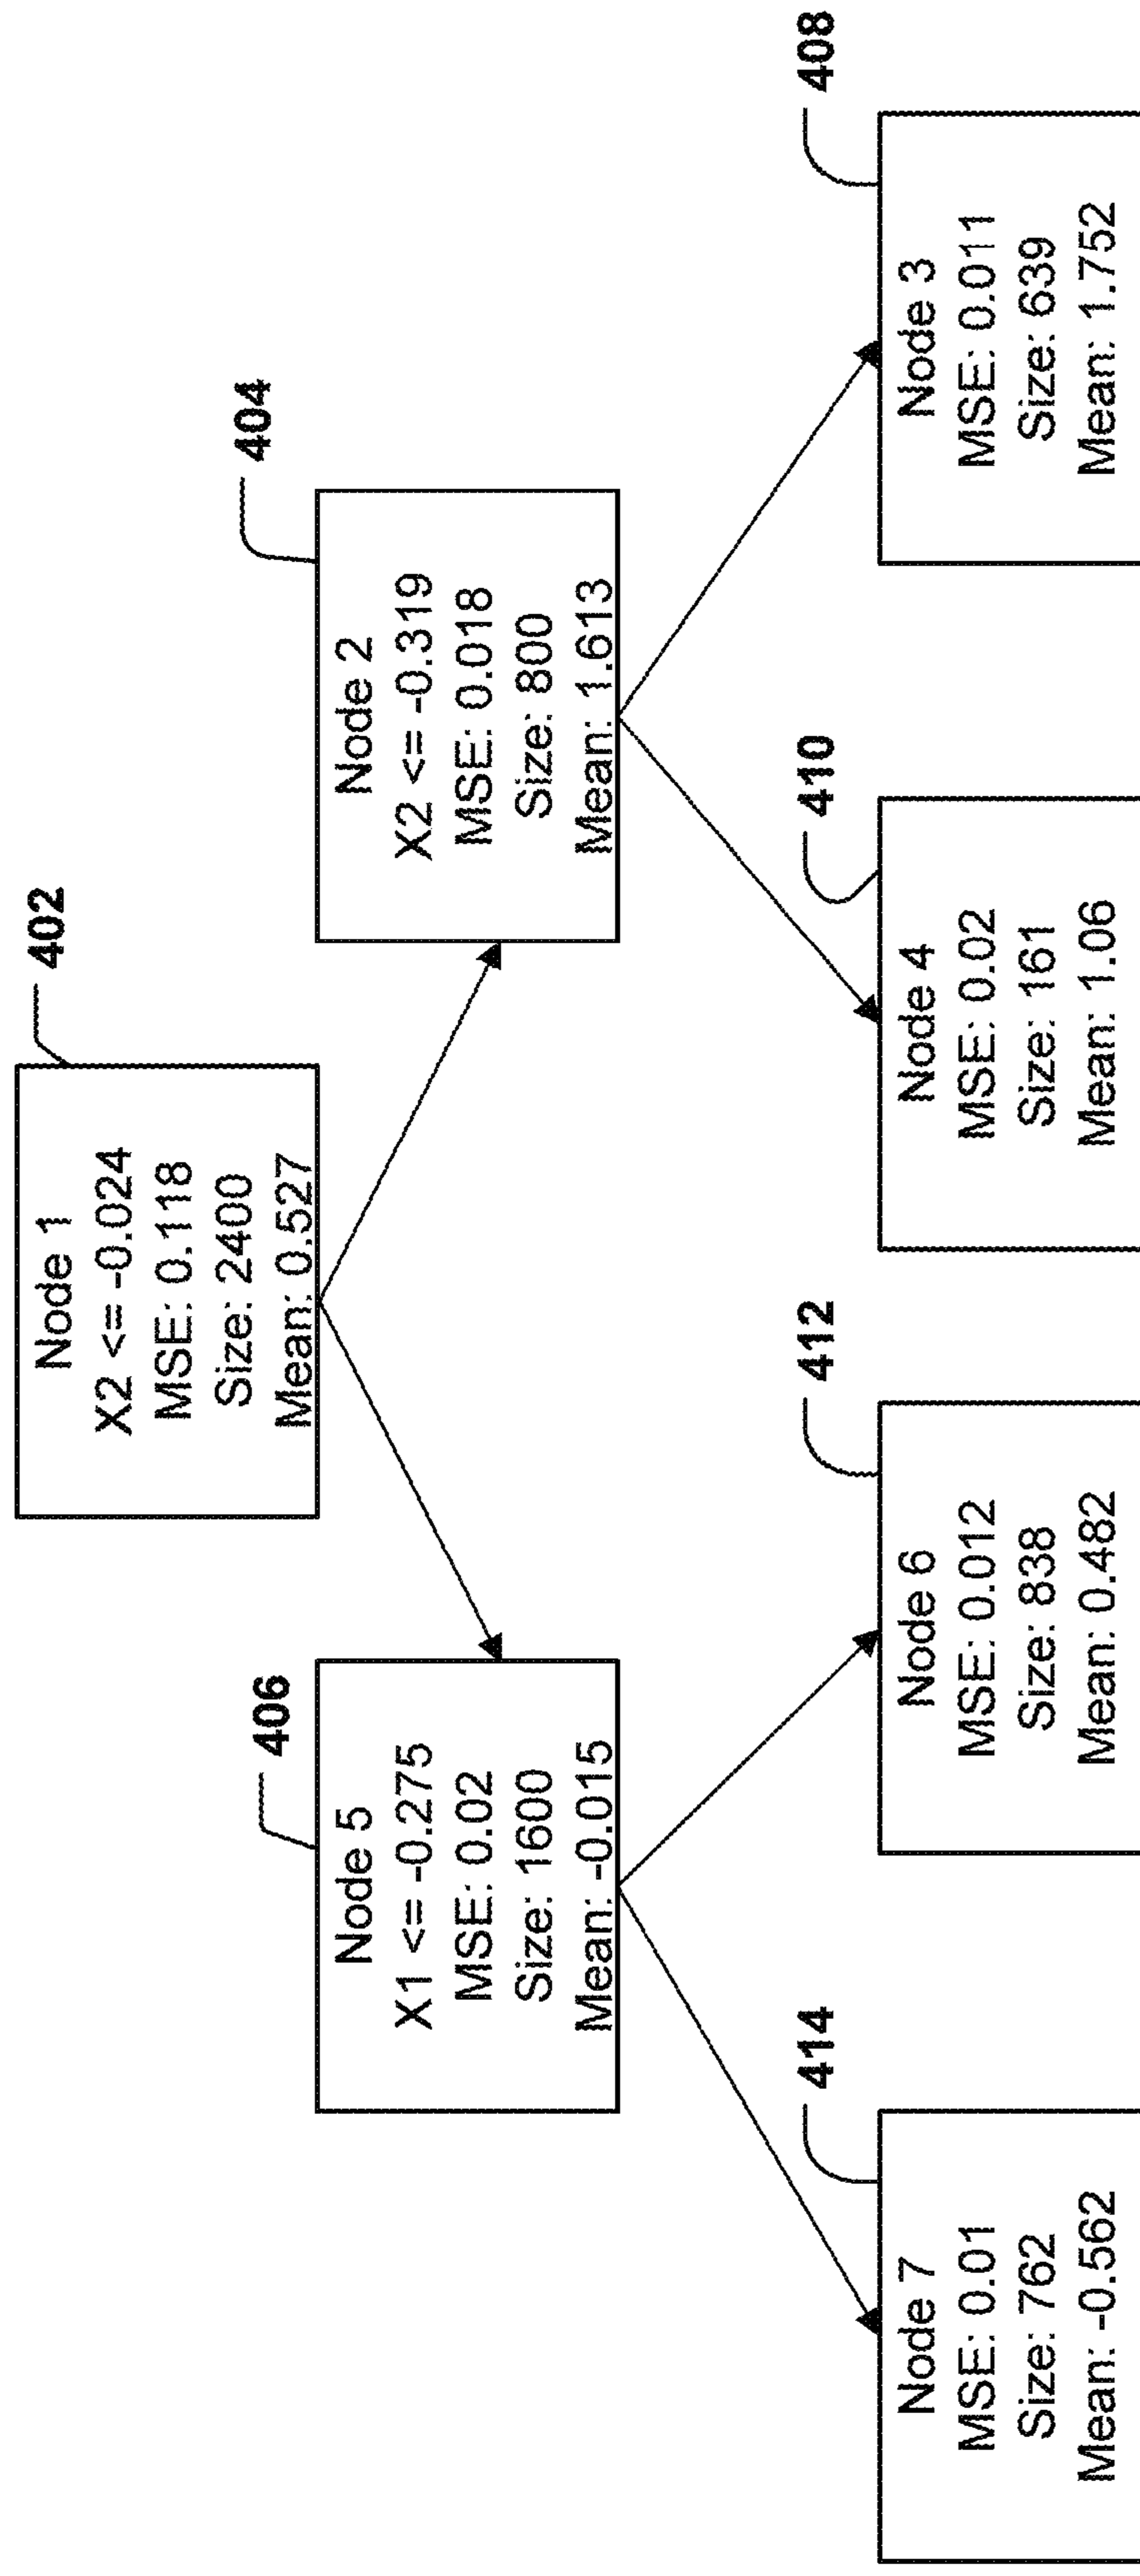 402
Node 1
X2 <= -0.024
MSE: 0.118
Size: 2400
Mean: 0.527
406
Node 5
X1 <= -0.275
MSE: 0.02
Size: 1600
Mean: -0.015
404
Node 2
X2 <= -0.319
MSE: 0.018
Size: 800
Mean: 1.613
414
Node 7
MSE: 0.01
Size: 762
Mean: -0.562
412
Node 6
MSE: 0.012
Size: 838
Mean: 0.482
410
Node 4
MSE: 0.02
Size: 161
Mean: 1.06
408
Node 3
MSE: 0.011
Size: 639
Mean: 1.752